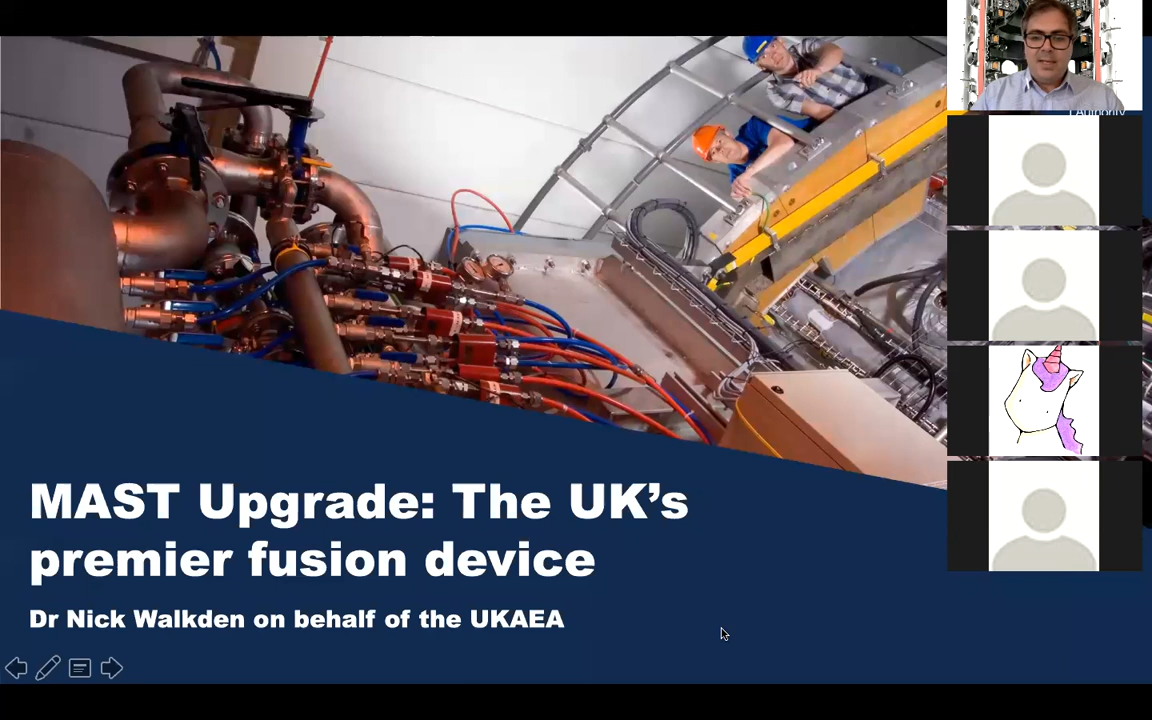 MAST Upgrade: The UK’s
premier fusion device
Dr Nick Walkden on behalf of the UKAEA